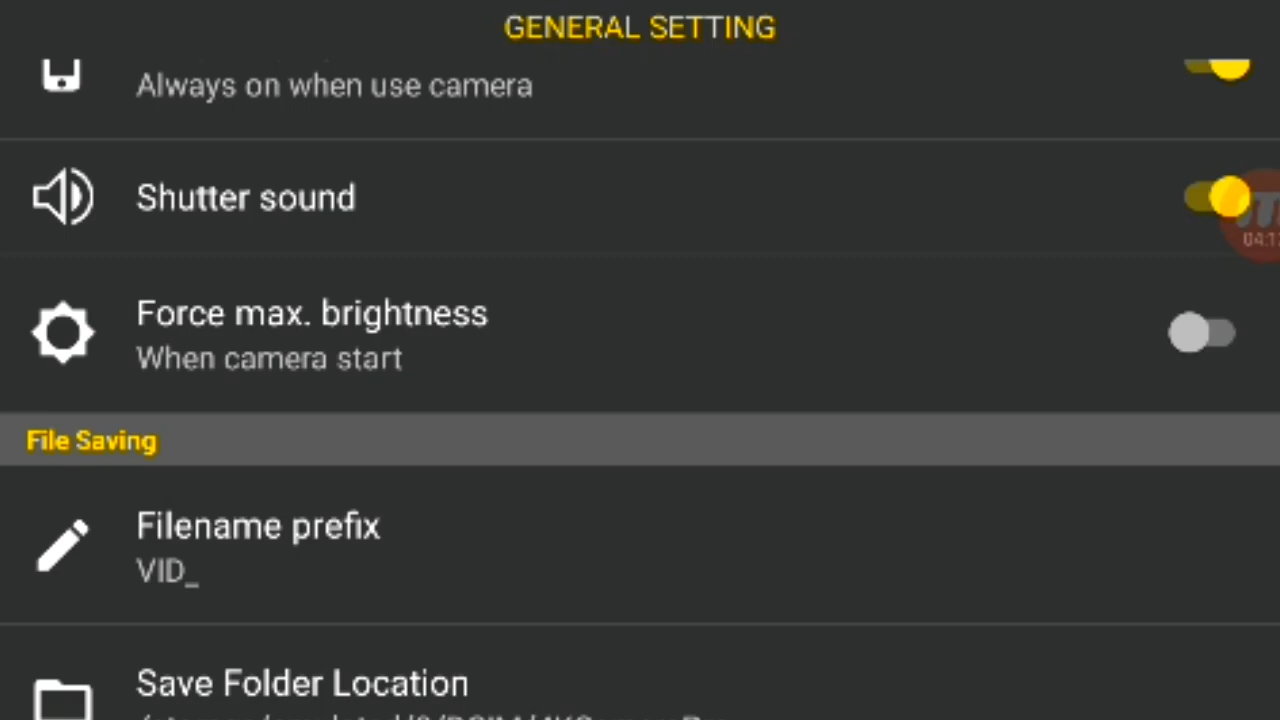 GENERAL SETTING
Always on when use camera
Shutter sound
Force max. brightness
When camera start
File Saving
Filename prefix
VID_
Save Folder Location